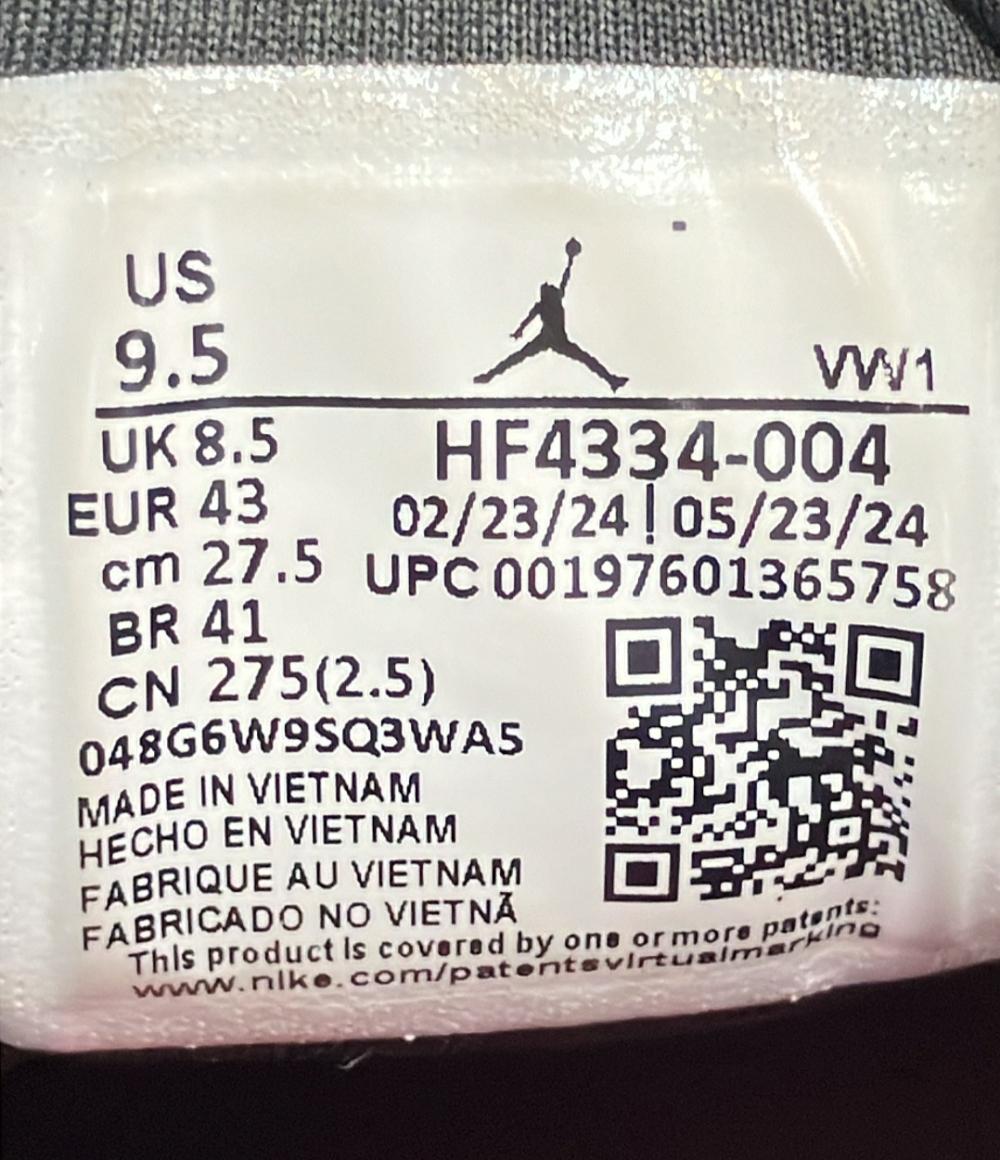 US
9.5
VW1
UK 8.5
HF4334-004
EUR 43
02/23/24 | 05/23/24
cm 27.5
UPC 00197601365758
BR 41
CN 275(2.5)
048G6W9SQ3WA5
MADE IN VIETNAM
HECHO EN VIETNAM
FABRIQUE AU VIETNAM
FABRICADO NO VIETNÃ
This product is covered by one or more patents:
www.nike.com/patentsvirtualmarking